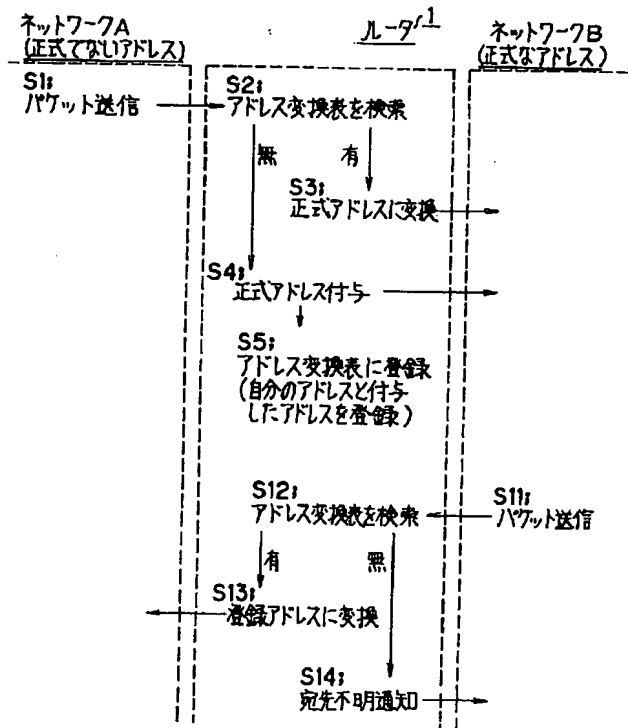 ネットワークA
(正式でないアドレス)
ルータ 1
ネットワークB
(正式なアドレス)
S1;
パケット送信
S2;
アドレス変換表を検索
無
有
S3;
正式アドレスに変換
S4;
正式アドレス付与
S5;
アドレス変換表に登録
(自分のアドレスと付与
したアドレスを登録)
S11;
パケット送信
S12;
アドレス変換表を検索
有
無
S13;
登録アドレスに変換
S14;
宛先不明通知